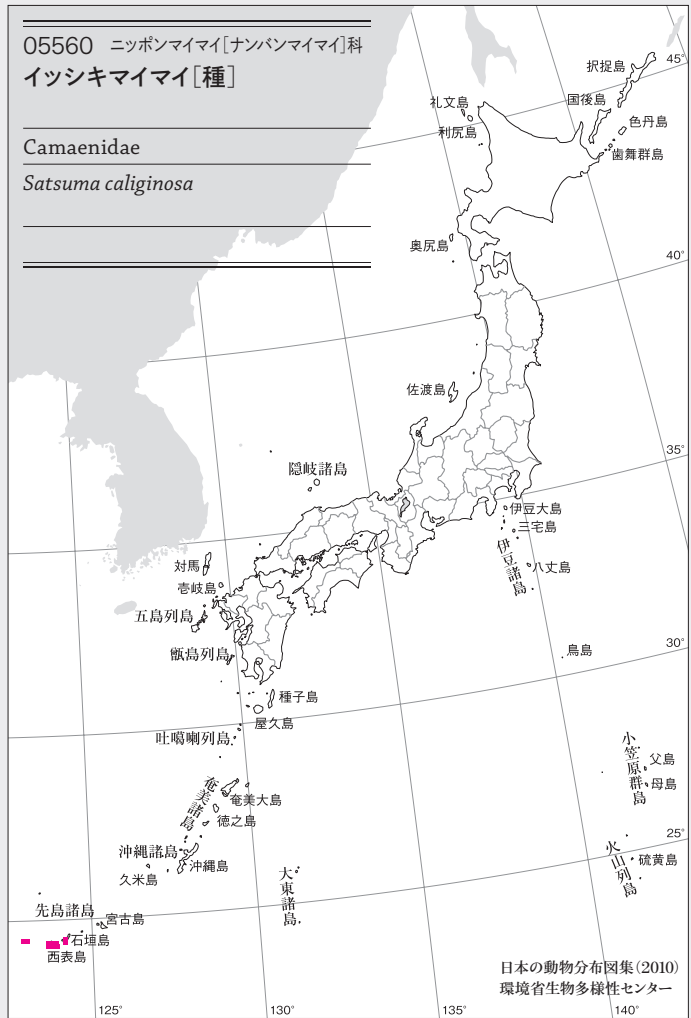 05560 ニッポンマイマイ[ナンバンマイマイ]科
イッシキマイマイ[種]
Camaenidae
Satsuma caliginosa
択捉島
45°
礼文島
国後島
利尻島
色丹島
歯舞群島
奥尻島
40°
佐渡島
35°
隠岐諸島
伊豆大島
三宅島
伊豆諸島
八丈島
対馬
壱岐島
五島列島
甑島列島
鳥島
30°
種子島
屋久島
吐噶喇列島
小笠原群島
父島
母島
奄美諸島
奄美大島
徳之島
25°
沖縄諸島
沖縄島
久米島
火山列島
硫黄島
大東諸島
先島諸島
宮古島
石垣島
西表島
日本の動物分布図集(2010)
環境省生物多様性センター
125°
130°
135°
140°